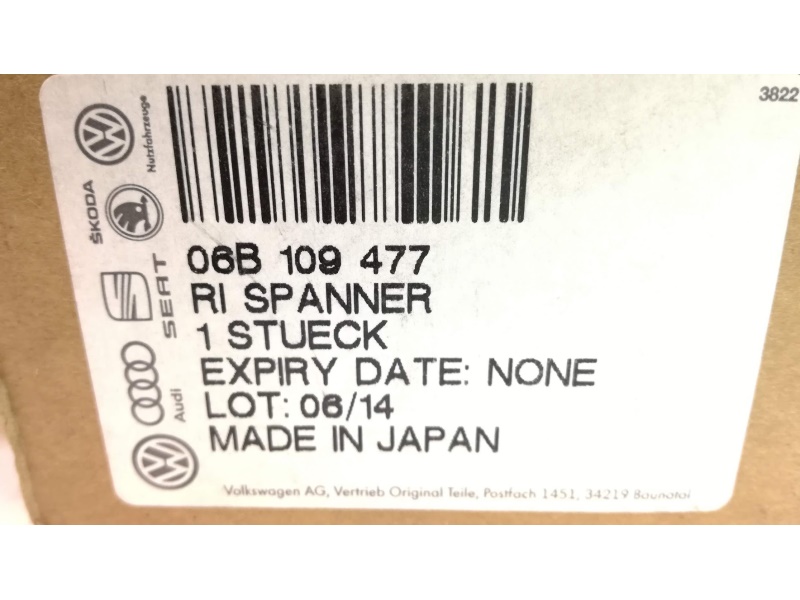 3822
Nutzfahrzeuge
ŠKODA
SEAT
Audi
06B 109 477
RI SPANNER
1 STUECK
EXPIRY DATE: NONE
LOT: 06/14
MADE IN JAPAN
Volkswagen AG, Vertrieb Original Teile, Postfach 1451, 34219 Baunatal